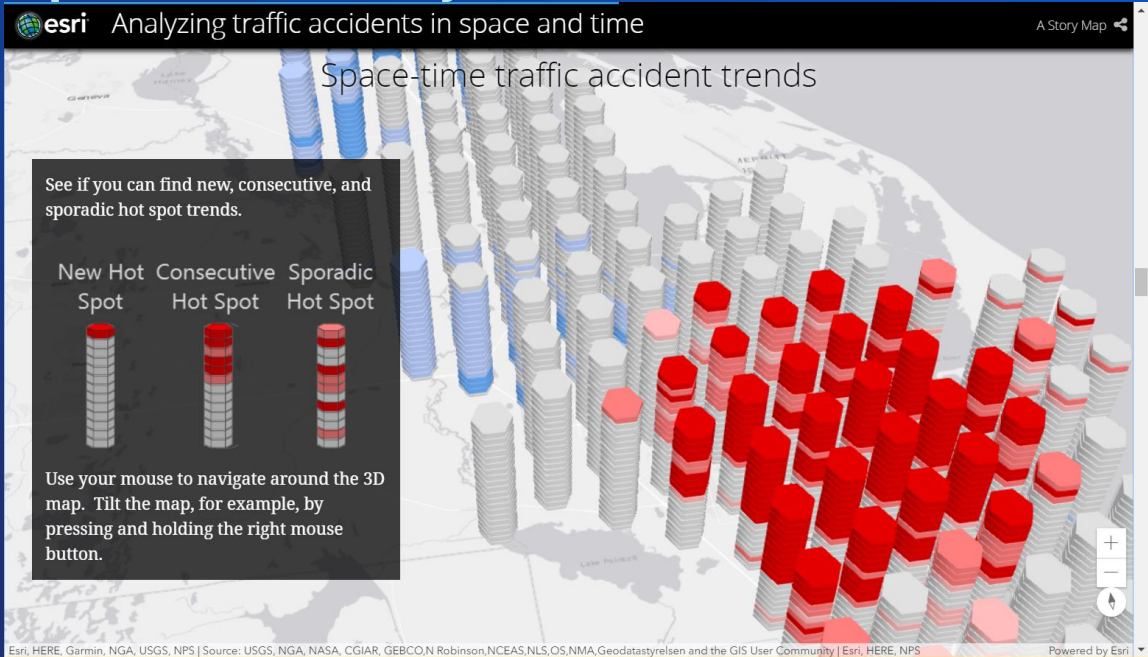 esri Analyzing traffic accidents in space and time
A Story Map
Space-time traffic accident trends
Geneva
MERRITT
See if you can find new, consecutive, and
sporadic hot spot trends.
New Hot Consecutive Sporadic
Spot Hot Spot Hot Spot
Use your mouse to navigate around the 3D
map. Tilt the map, for example, by
pressing and holding the right mouse
button.
+
−
Esri, HERE, Garmin, NGA, USGS, NPS | Source: USGS, NGA, NASA, CGIAR, GEBCO,N Robinson,NCEAS,NLS,OS,NMA,Geodatastyrelsen and the GIS User Community | Esri, HERE, NPS
Powered by Esri